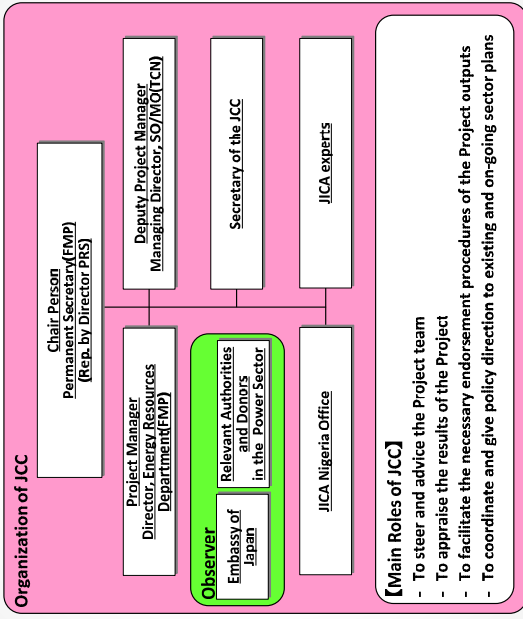 Organization of JCC
Chair Person
Permanent Secretary(FMP)
(Rep. by Director PRS)
Project Manager
Director, Energy Resources
Department(FMP)
Deputy Project Manager
Managing Director, SO/MO(TCN)
Observer
Embassy of
Japan
Relevant Authorities
and Donors
in the Power Sector
Secretary of the JCC
JICA Nigeria Office
JICA experts
【Main Roles of JCC】
- To steer and advice the Project team
- To appraise the results of the Project
- To facilitate the necessary endorsement procedures of the Project outputs
- To coordinate and give policy direction to existing and on-going sector plans